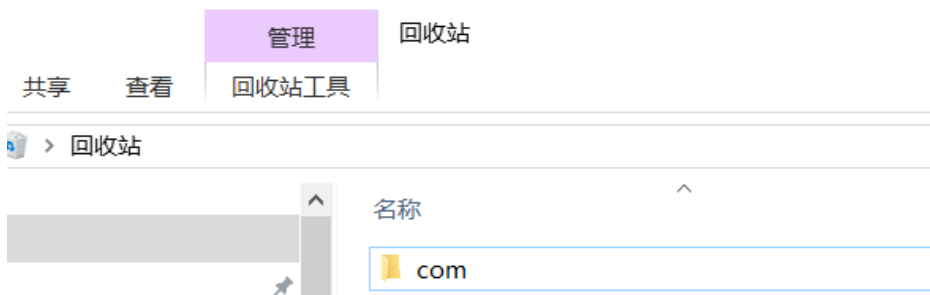 管理 回收站
共享 查看 回收站工具
回收站
名称
com